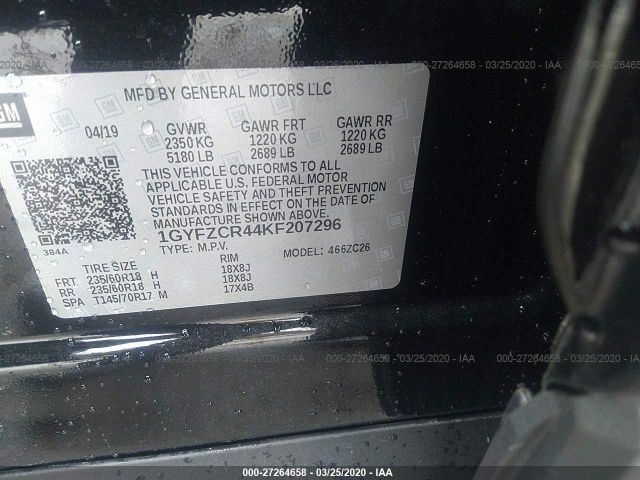 000-27264658 | 03/25/2020 - IAA
GM
MFD BY GENERAL MOTORS LLC
04/19
GVWR GAWR FRT GAWR RR
2350 KG 1220 KG 1220 KG
5180 LB 2689 LB 2689 LB
THIS VEHICLE CONFORMS TO ALL
APPLICABLE U.S. FEDERAL MOTOR
VEHICLE SAFETY AND THEFT PREVENTION
STANDARDS IN EFFECT ON THE DATE OF
MANUFACTURE SHOWN ABOVE.
384A
1GYFZCR44KF207296
TYPE: M.P.V. MODEL: 466ZC26
TIRE SIZE RIM
FRT 235/60R18 H 18X8J
RR 235/60R18 H 18X8J
SPA T145/70R17 M 17X4B
000-27264658 | 03/25/2020 - IAA